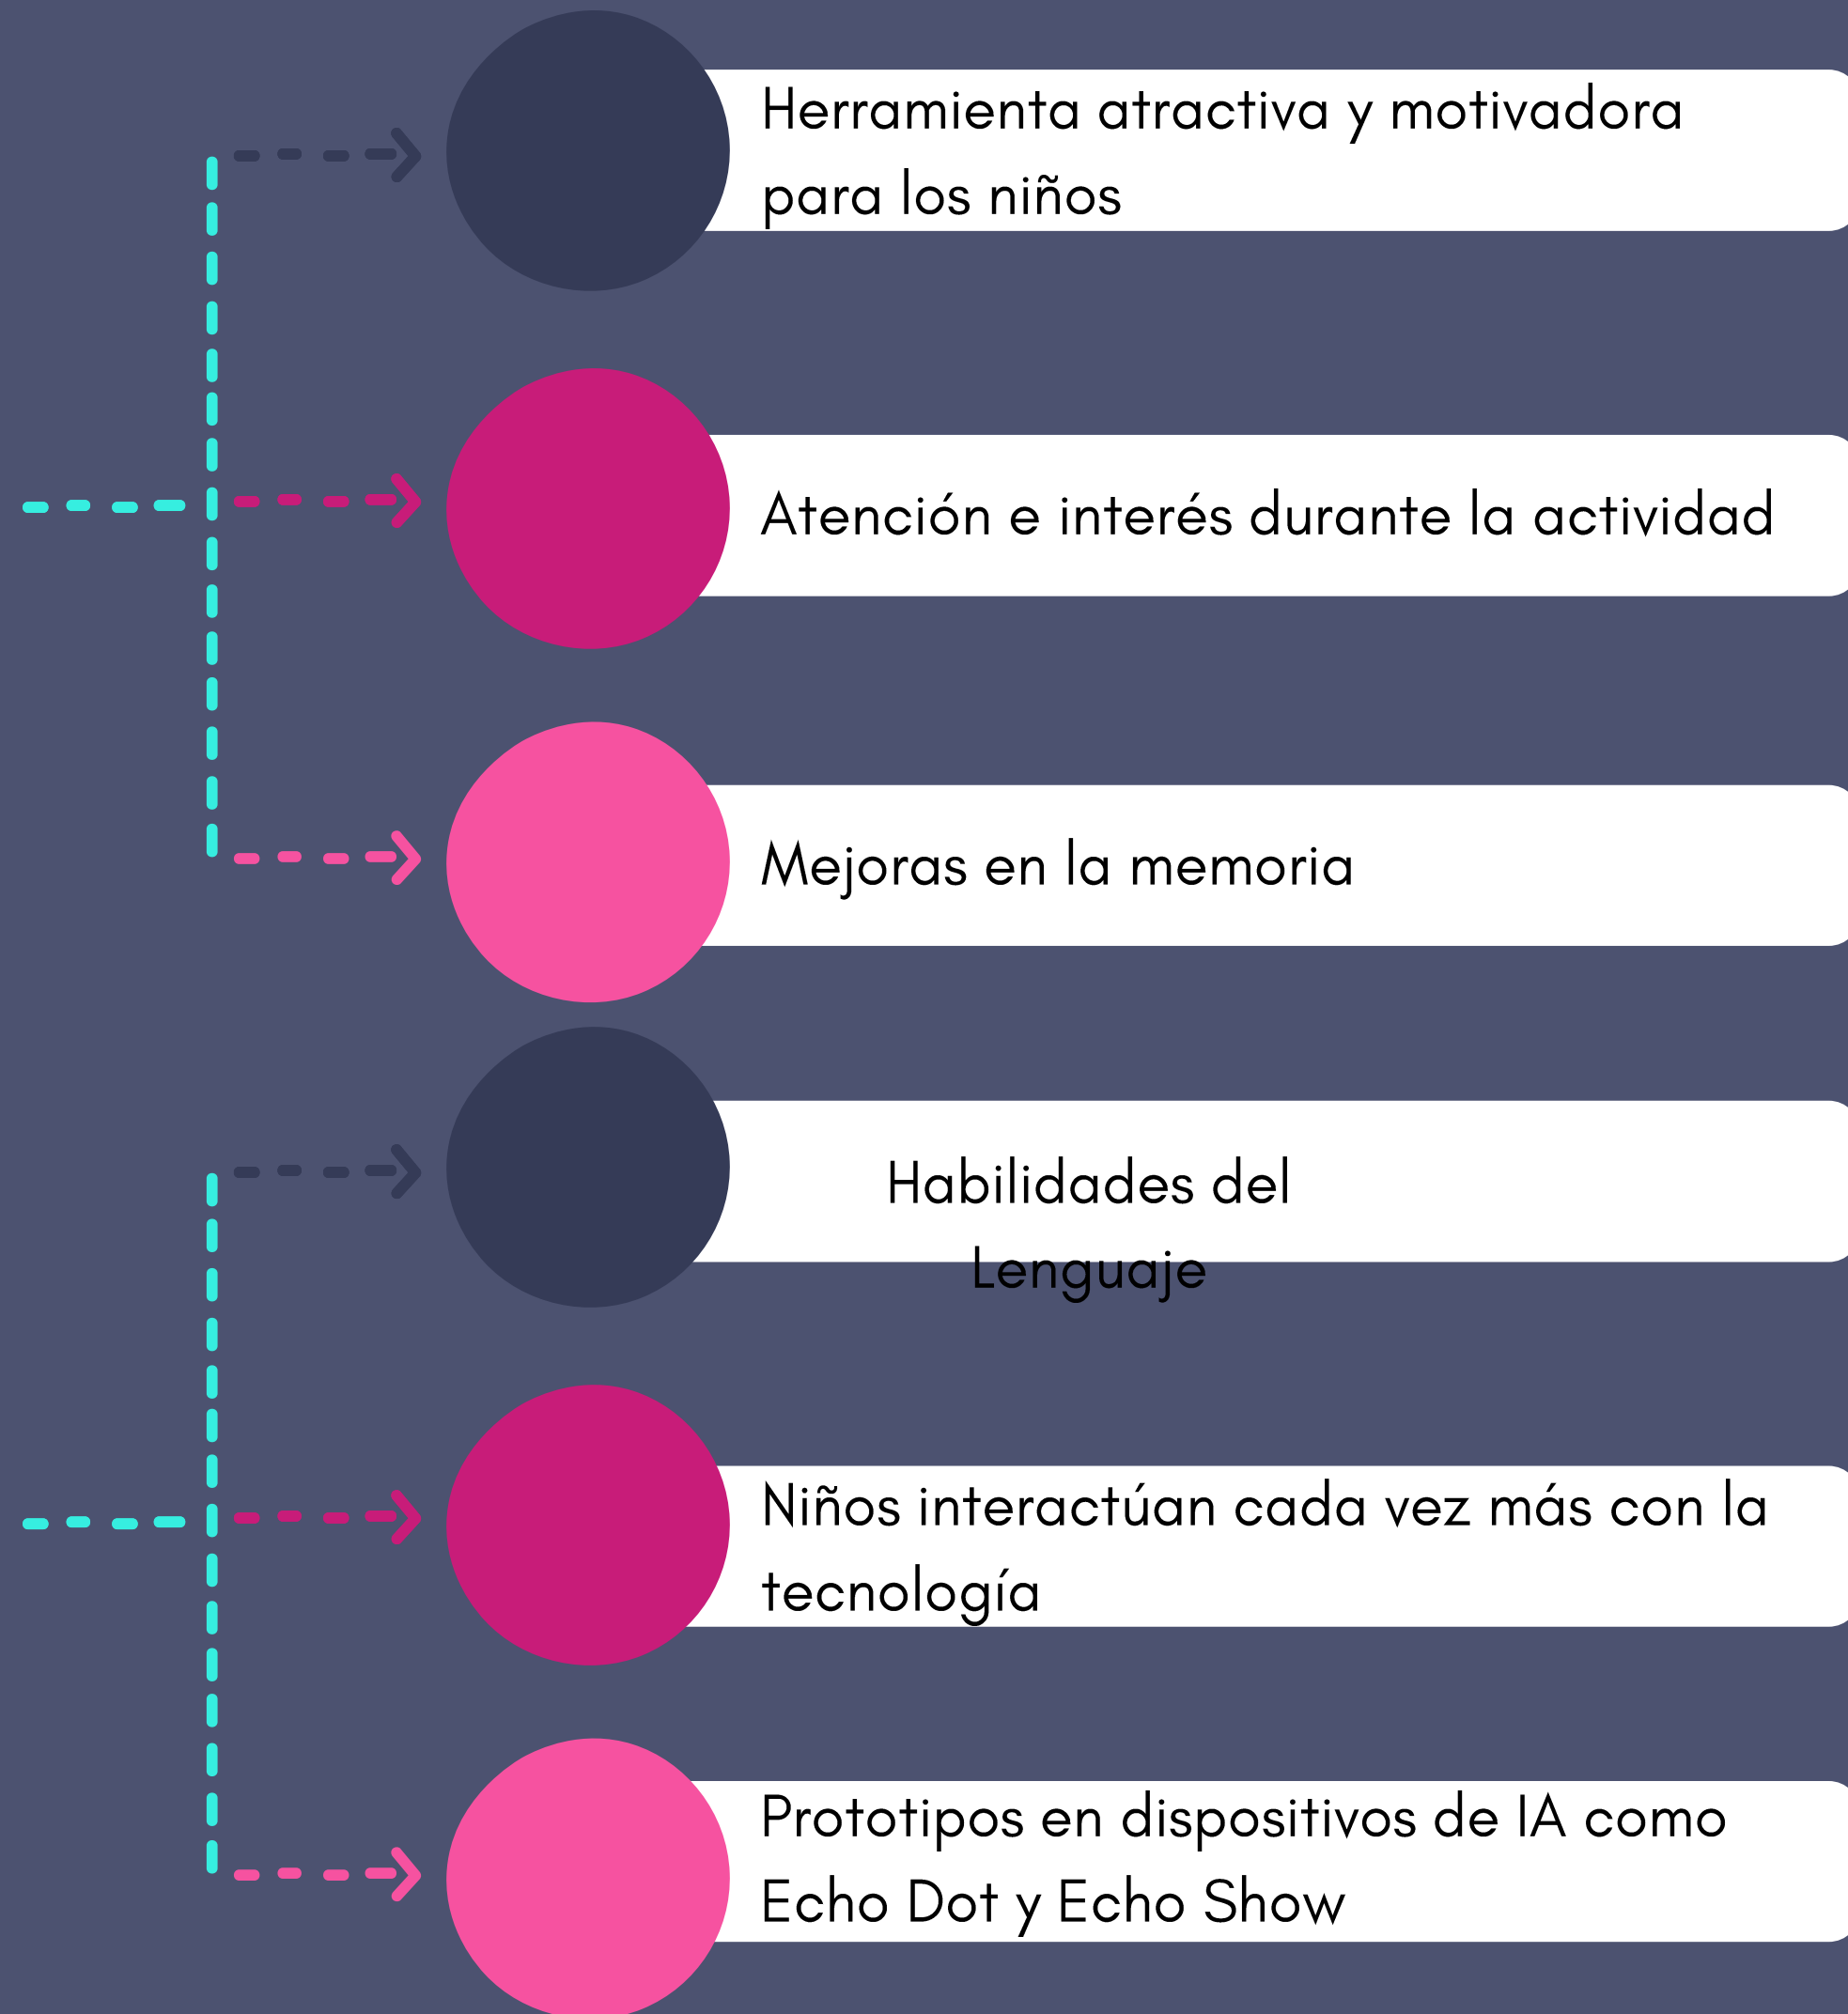 Herramienta atractiva y motivadora
para los niños
Atención e interés durante la actividad
Mejoras en la memoria
Habilidades del
Lenguaje
Niños interactúan cada vez más con la
tecnología
Prototipos en dispositivos de IA como
Echo Dot y Echo Show